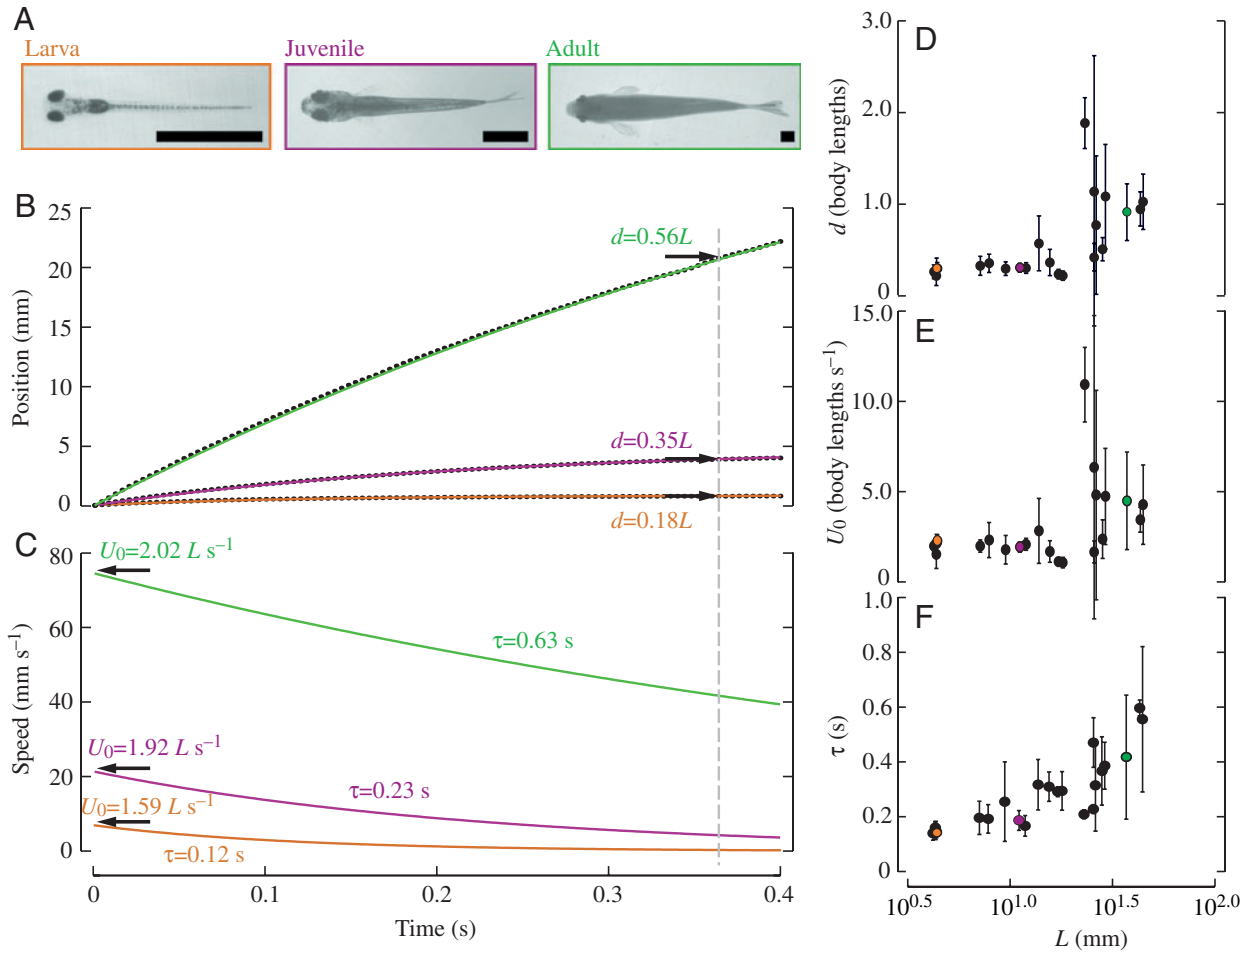 A
Larva
Juvenile
Adult
B
25
20
15
10
5
0
Position (mm)
d=0.56L
d=0.35L
d=0.18L
C
80
60
40
20
0
Speed (mm s⁻¹)
U₀=2.02 L s⁻¹
τ=0.63 s
U₀=1.92 L s⁻¹
τ=0.23 s
U₀=1.59 L s⁻¹
τ=0.12 s
0
0.1
0.2
0.3
0.4
Time (s)
D
3.0
2.0
1.0
0
d (body lengths)
E
15.0
10.0
5.0
0
U₀ (body lengths s⁻¹)
F
1.0
0.8
0.6
0.4
0.2
0
τ (s)
10^0.5
10^1.0
10^1.5
10^2.0
L (mm)